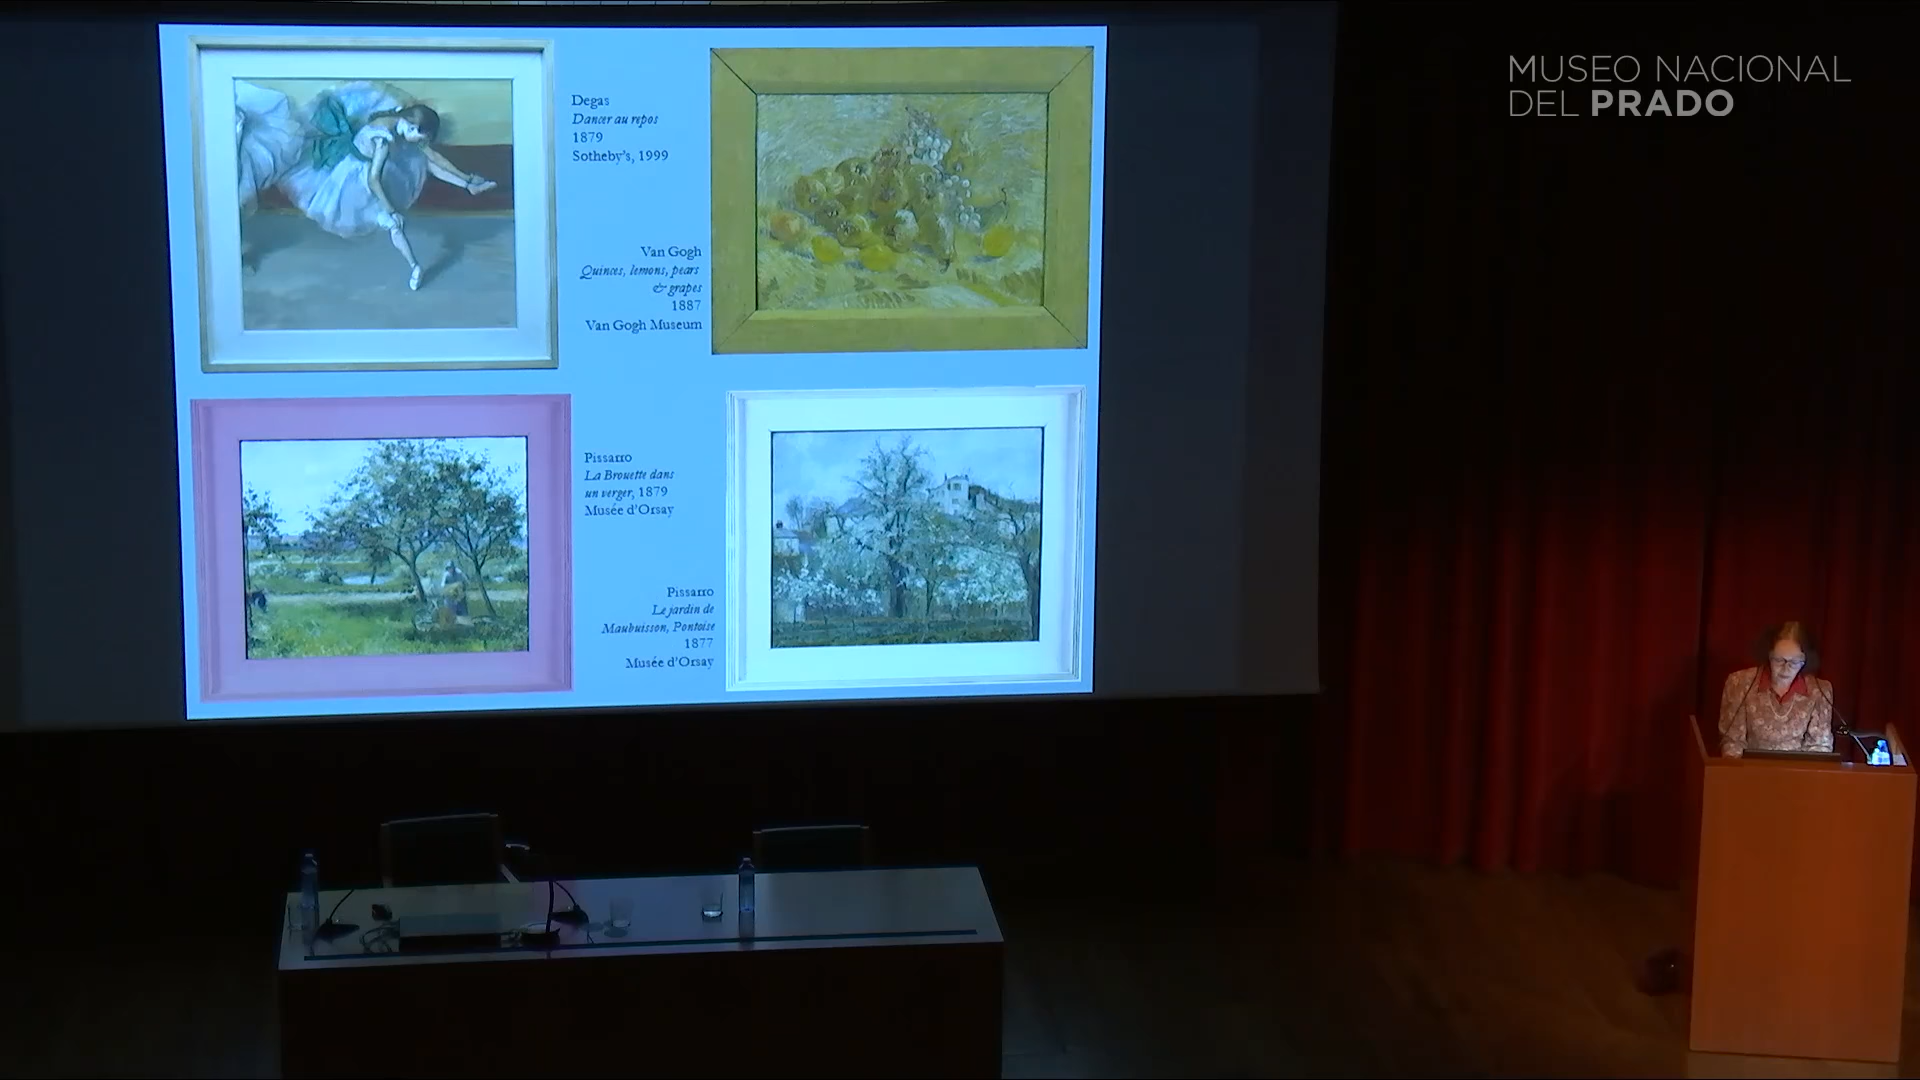 MUSEO NACIONAL
DEL PRADO
Degas
Danœr au repos
1879
Sotheby's, 1999
Van Gogh
Quinces, lemons, pears
& grapes
1887
Van Gogh Museum
Pissarro
La Brouette dans
un verger, 1879
Musée d'Orsay
Pissarro
Le jardin de
Maubuisson, Pontoise
1877
Musée d'Orsay